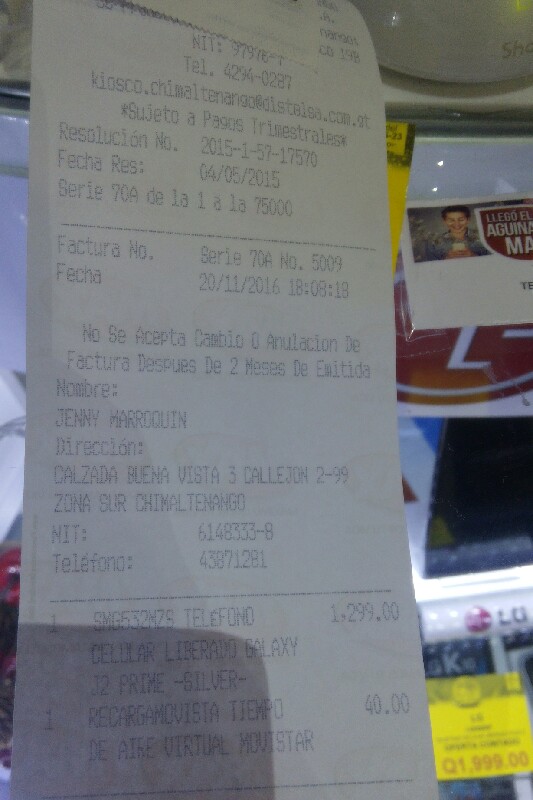 NIT: 97976-7
Tel. 4294-0287
kiosco.chimaltenango@distelsa.com.gt
*Sujeto a Pagos Trimestrales*
Resolución No. 2015-1-57-17570
Fecha Res: 04/05/2015
Serie 70A de la 1 a la 75000
Factura No. Serie 70A No. 5009
Fecha 20/11/2016 18:08:18
No Se Acepta Cambio O Anulacion De
Factura Despues De 2 Meses De Emitida
Nombre:
JENNY MARROQUIN
Dirección:
CALZADA BUENA VISTA 3 CALLEJON 2-99
ZONA SUR CHIMALTENANGO
NIT: 6148333-8
Teléfono: 43871281
1 SMG532MZS TELéFONO 1,299.00
CELULAR LIBERADO GALAXY
J2 PRIME -SILVER-
1 RECARGAMOVISTA TIEMPO 40.00
DE AIRE VIRTUAL MOVISTAR
LLEGÓ EL
AGUINA
MA
LG
LG
Q1,999.00